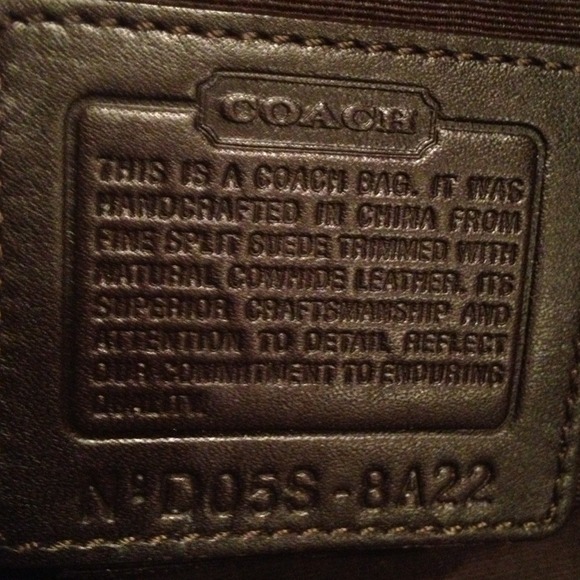 COACH
THIS IS A COACH BAG. IT WAS
HANDCRAFTED IN CHINA FROM
FINE SPLIT SUEDE TRIMMED WITH
NATURAL COWHIDE LEATHER. ITS
SUPERIOR CRAFTSMANSHIP AND
ATTENTION TO DETAIL REFLECT
OUR COMMITMENT TO ENDURING
QUALITY.
Nº D05S-8A22